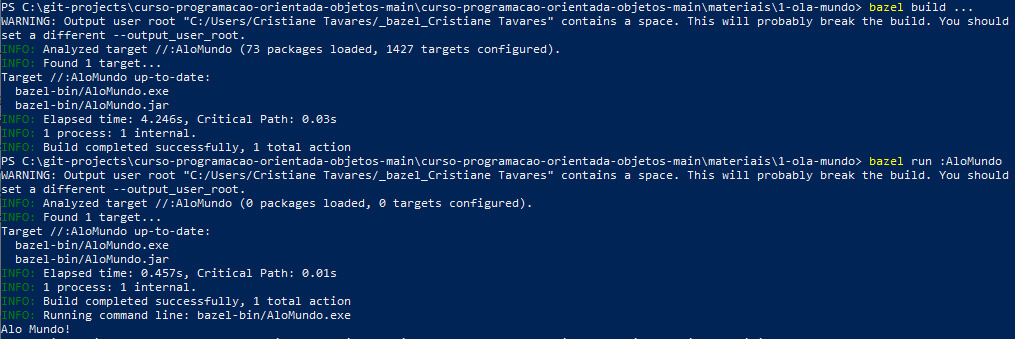 PS C:\git-projects\curso-programacao-orientada-objetos-main\curso-programacao-orientada-objetos-main\materiais\1-ola-mundo> bazel build ...
WARNING: Output user root "C:/Users/Cristiane Tavares/_bazel_Cristiane Tavares" contains a space. This will probably break the build. You should
set a different --output_user_root.
INFO: Analyzed target //:AloMundo (73 packages loaded, 1427 targets configured).
INFO: Found 1 target...
Target //:AloMundo up-to-date:
  bazel-bin/AloMundo.exe
  bazel-bin/AloMundo.jar
INFO: Elapsed time: 4.246s, Critical Path: 0.03s
INFO: 1 process: 1 internal.
INFO: Build completed successfully, 1 total action
PS C:\git-projects\curso-programacao-orientada-objetos-main\curso-programacao-orientada-objetos-main\materiais\1-ola-mundo> bazel run :AloMundo
WARNING: Output user root "C:/Users/Cristiane Tavares/_bazel_Cristiane Tavares" contains a space. This will probably break the build. You should
set a different --output_user_root.
INFO: Analyzed target //:AloMundo (0 packages loaded, 0 targets configured).
INFO: Found 1 target...
Target //:AloMundo up-to-date:
  bazel-bin/AloMundo.exe
  bazel-bin/AloMundo.jar
INFO: Elapsed time: 0.457s, Critical Path: 0.01s
INFO: 1 process: 1 internal.
INFO: Build completed successfully, 1 total action
INFO: Running command line: bazel-bin/AloMundo.exe
Alo Mundo!